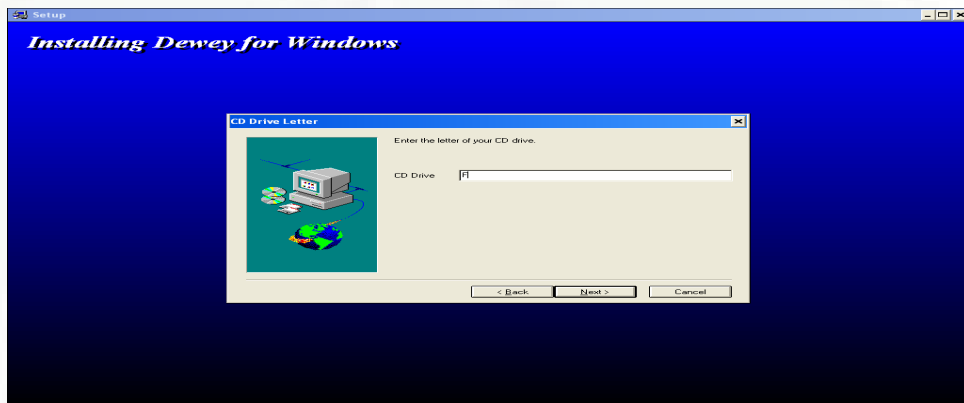 Setup
Installing Dewey for Windows
CD Drive Letter
Enter the letter of your CD drive.
CD Drive F
< Back Next > Cancel